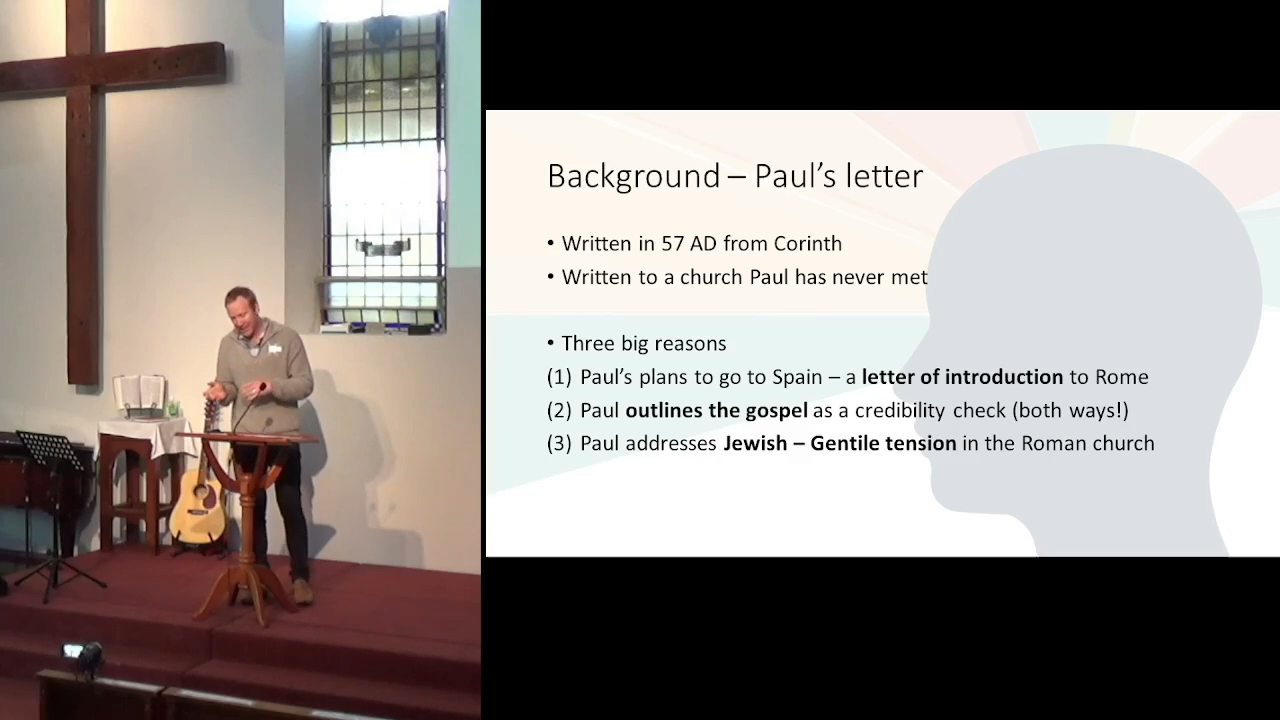 Background – Paul's letter
• Written in 57 AD from Corinth
• Written to a church Paul has never met
• Three big reasons
(1) Paul's plans to go to Spain – a letter of introduction to Rome
(2) Paul outlines the gospel as a credibility check (both ways!)
(3) Paul addresses Jewish – Gentile tension in the Roman church